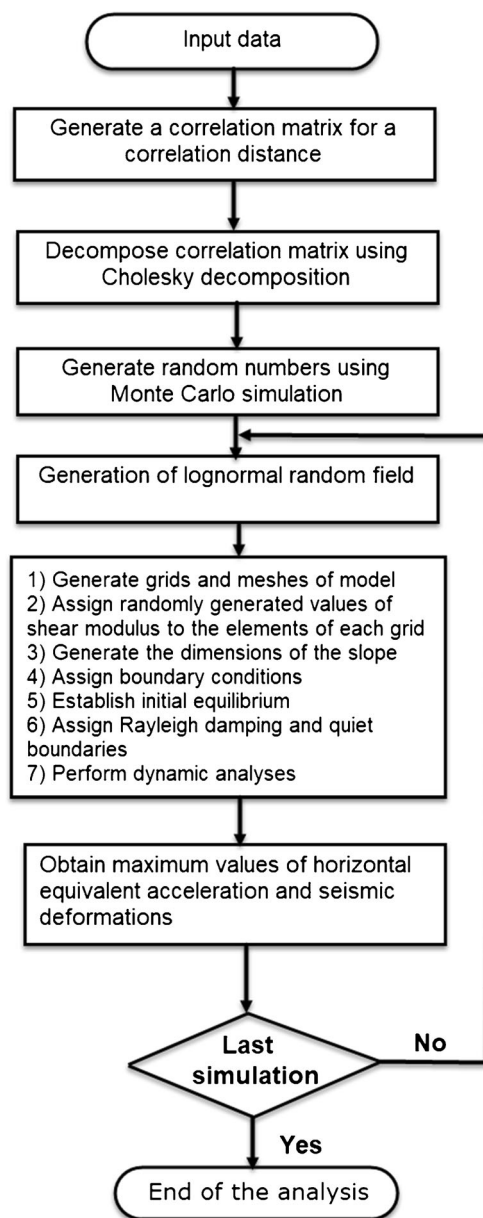 Input data
Generate a correlation matrix for a
correlation distance
Decompose correlation matrix using
Cholesky decomposition
Generate random numbers using
Monte Carlo simulation
Generation of lognormal random field
1) Generate grids and meshes of model
2) Assign randomly generated values of
shear modulus to the elements of each grid
3) Generate the dimensions of the slope
4) Assign boundary conditions
5) Establish initial equilibrium
6) Assign Rayleigh damping and quiet
boundaries
7) Perform dynamic analyses
Obtain maximum values of horizontal
equivalent acceleration and seismic
deformations
Last
simulation
No
Yes
End of the analysis